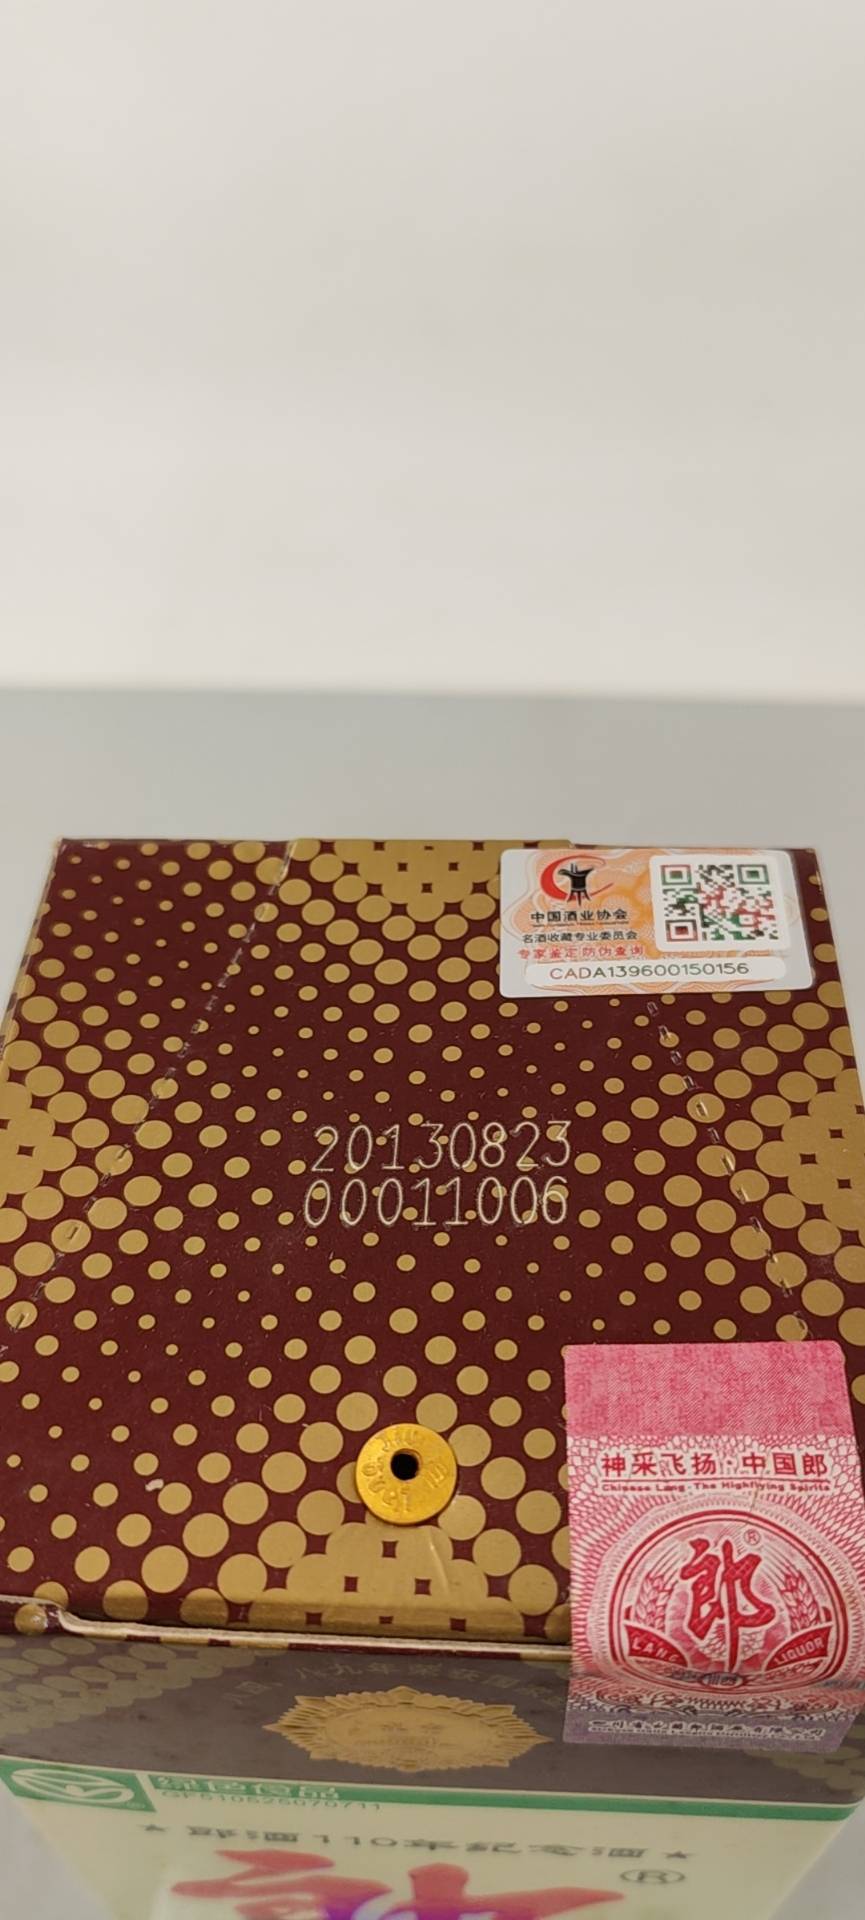 中国酒业协会
名酒收藏专业委员会
专家鉴定 防伪查询
CADA139600150156
20130823
00011006
神采飞扬·中国郎
Chinese Lang·The Highflying Spirits
郎
®
LANG LIQUOR
绿色食品
GF510525070711
★ 郎酒110年纪念酒 ★
®